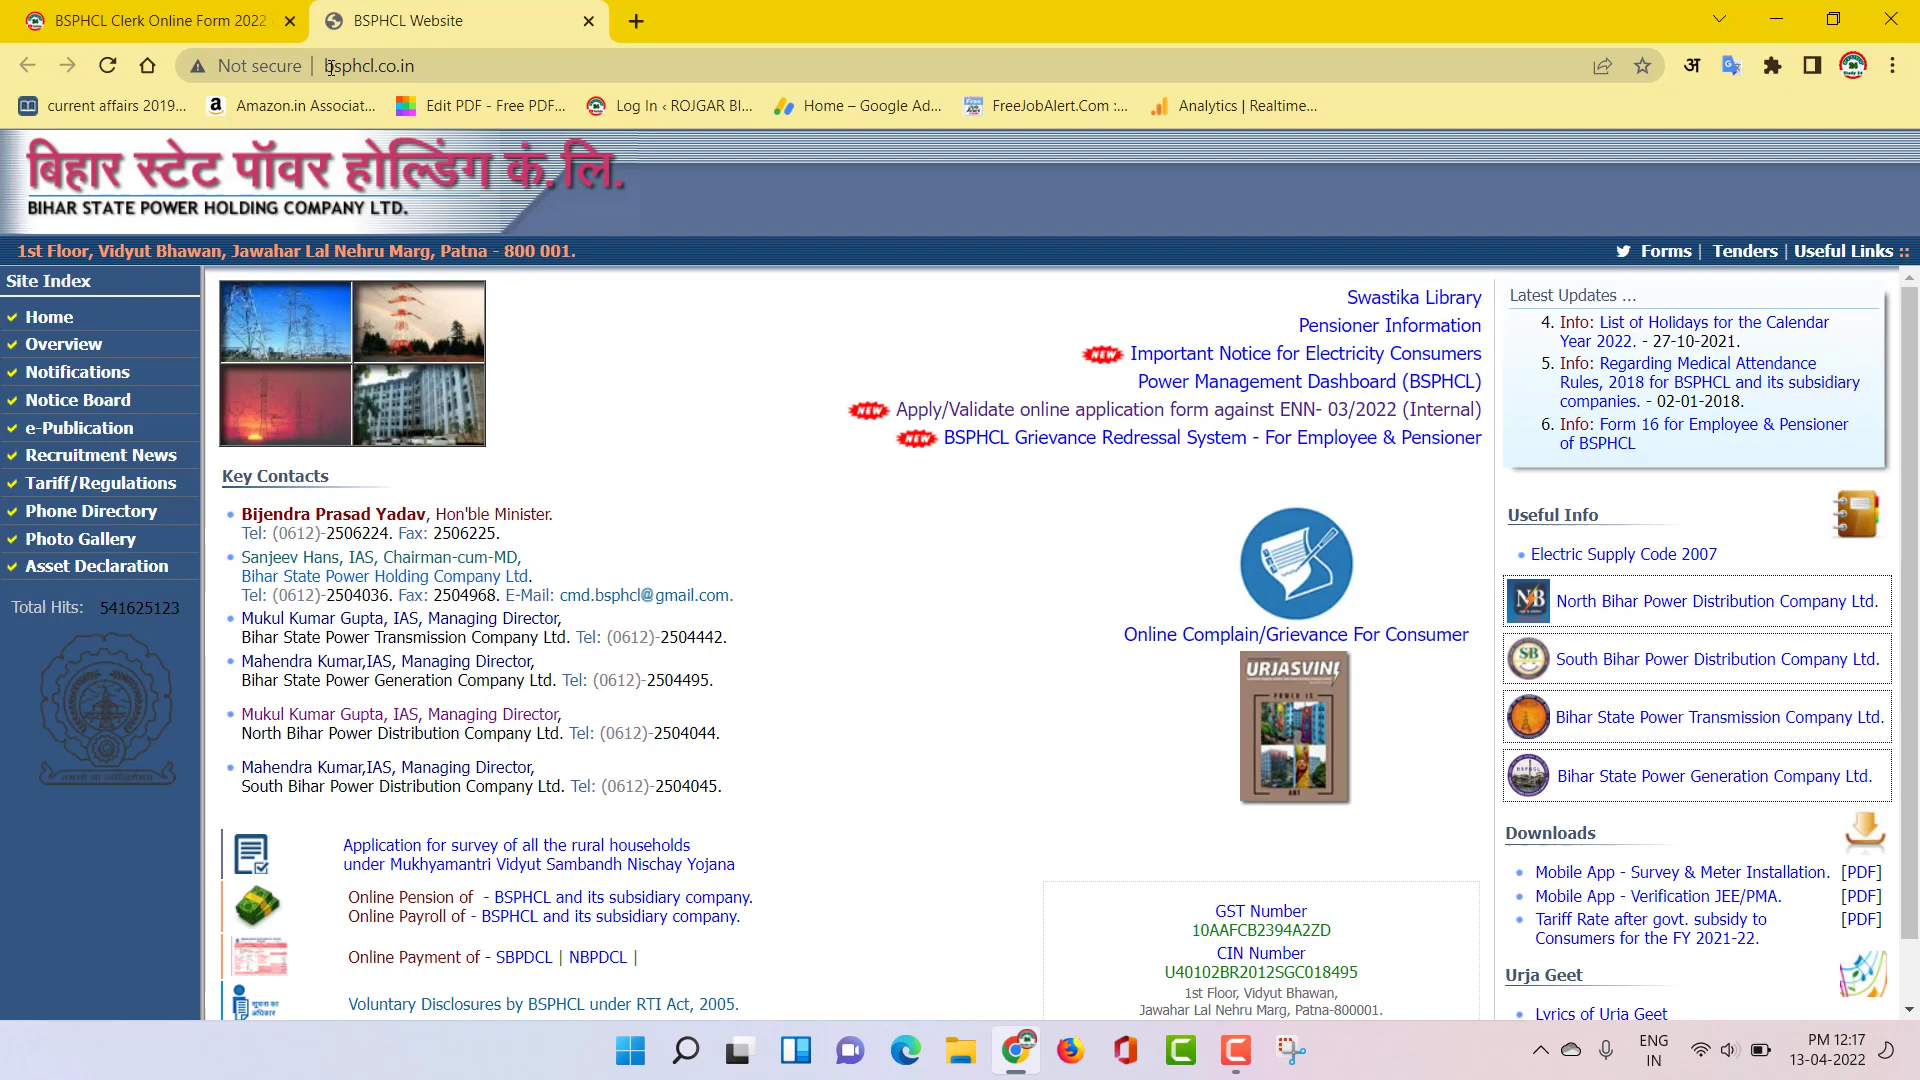 BSPHCL Clerk Online Form 2022
BSPHCL Website
Not secure
bsphcl.co.in
अ
current affairs 2019...
Amazon.in Associat...
Edit PDF - Free PDF...
Log In ‹ ROJGAR BI...
Home – Google Ad...
FreeJobAlert.Com :...
Analytics | Realtime...
बिहार स्टेट पॉवर होल्डिंग कं.लि.
BIHAR STATE POWER HOLDING COMPANY LTD.
1st Floor, Vidyut Bhawan, Jawahar Lal Nehru Marg, Patna - 800 001.
Forms | Tenders | Useful Links ::
Site Index
Home
Overview
Notifications
Notice Board
e-Publication
Recruitment News
Tariff/Regulations
Phone Directory
Photo Gallery
Asset Declaration
Total Hits: 541625123
Swastika Library
Pensioner Information
NEW Important Notice for Electricity Consumers
Power Management Dashboard (BSPHCL)
NEW Apply/Validate online application form against ENN- 03/2022 (Internal)
NEW BSPHCL Grievance Redressal System - For Employee & Pensioner
Key Contacts
Bijendra Prasad Yadav, Hon'ble Minister.
Tel: (0612)-2506224. Fax: 2506225.
Sanjeev Hans, IAS, Chairman-cum-MD,
Bihar State Power Holding Company Ltd.
Tel: (0612)-2504036. Fax: 2504968. E-Mail: cmd.bsphcl@gmail.com.
Mukul Kumar Gupta, IAS, Managing Director,
Bihar State Power Transmission Company Ltd. Tel: (0612)-2504442.
Mahendra Kumar,IAS, Managing Director,
Bihar State Power Generation Company Ltd. Tel: (0612)-2504495.
Mukul Kumar Gupta, IAS, Managing Director,
North Bihar Power Distribution Company Ltd. Tel: (0612)-2504044.
Mahendra Kumar,IAS, Managing Director,
South Bihar Power Distribution Company Ltd. Tel: (0612)-2504045.
Online Complain/Grievance For Consumer
URJASVINI
Application for survey of all the rural households
under Mukhyamantri Vidyut Sambandh Nischay Yojana
Online Pension of - BSPHCL and its subsidiary company.
Online Payroll of - BSPHCL and its subsidiary company.
Online Payment of - SBPDCL | NBPDCL |
Voluntary Disclosures by BSPHCL under RTI Act, 2005.
GST Number
10AAFCB2394A2ZD
CIN Number
U40102BR2012SGC018495
1st Floor, Vidyut Bhawan,
Jawahar Lal Nehru Marg, Patna-800001.
Latest Updates ...
4. Info: List of Holidays for the Calendar
Year 2022. - 27-10-2021.
5. Info: Regarding Medical Attendance
Rules, 2018 for BSPHCL and its subsidiary
companies. - 02-01-2018.
6. Info: Form 16 for Employee & Pensioner
of BSPHCL
Useful Info
Electric Supply Code 2007
North Bihar Power Distribution Company Ltd.
South Bihar Power Distribution Company Ltd.
Bihar State Power Transmission Company Ltd.
Bihar State Power Generation Company Ltd.
Downloads
Mobile App - Survey & Meter Installation. [PDF]
Mobile App - Verification JEE/PMA. [PDF]
Tariff Rate after govt. subsidy to [PDF]
Consumers for the FY 2021-22.
Urja Geet
Lyrics of Urja Geet
ENG
IN
PM 12:17
13-04-2022